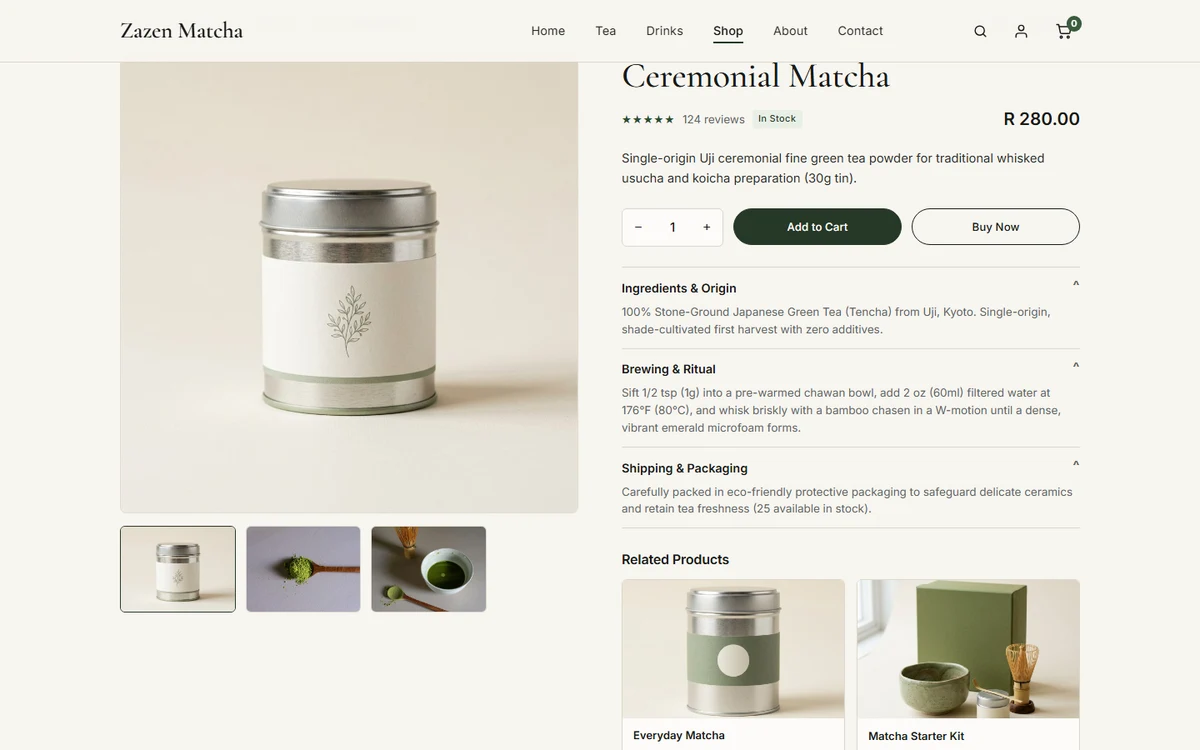 Zazen Matcha
Home Tea Drinks Shop About Contact
0
Ceremonial Matcha
★★★★★ 124 reviews In Stock R 280.00
Single-origin Uji ceremonial fine green tea powder for traditional whisked
usucha and koicha preparation (30g tin).
− 1 + Add to Cart Buy Now
Ingredients & Origin ^
100% Stone-Ground Japanese Green Tea (Tencha) from Uji, Kyoto. Single-origin,
shade-cultivated first harvest with zero additives.
Brewing & Ritual ^
Sift 1/2 tsp (1g) into a pre-warmed chawan bowl, add 2 oz (60ml) filtered water at
176°F (80°C), and whisk briskly with a bamboo chasen in a W-motion until a dense,
vibrant emerald microfoam forms.
Shipping & Packaging ^
Carefully packed in eco-friendly protective packaging to safeguard delicate ceramics
and retain tea freshness (25 available in stock).
Related Products
Everyday Matcha
Matcha Starter Kit